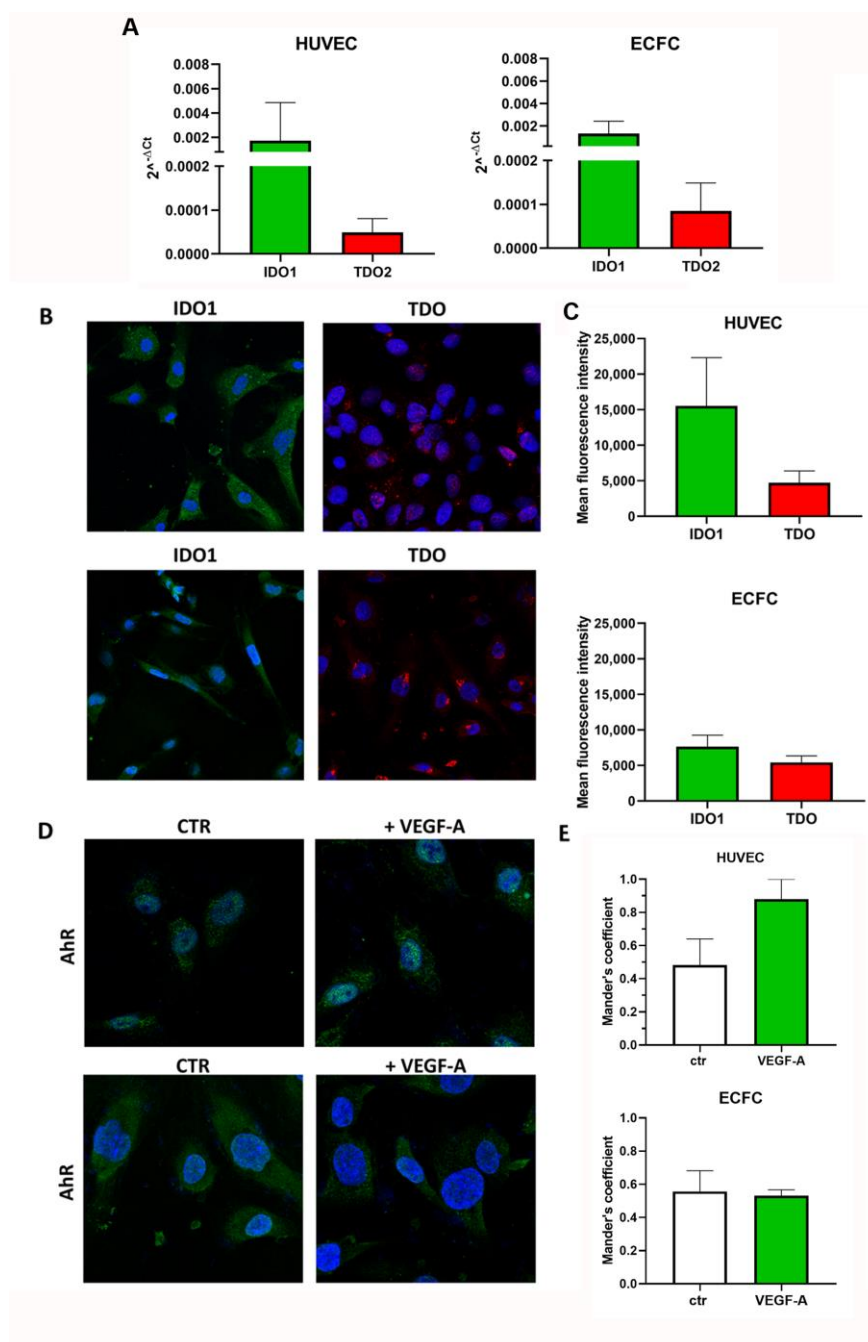 A
HUVEC
ECFC
2^-ΔCt
0.008
0.006
0.004
0.002
0.0002
0.0001
0.0000
IDO1
TDO2
2^-ΔCt
0.008
0.006
0.004
0.002
0.0002
0.0001
0.0000
IDO1
TDO2
B
IDO1
TDO
IDO1
TDO
C
HUVEC
Mean fluorescence intensity
25,000
20,000
15,000
10,000
5,000
0
IDO1
TDO
ECFC
Mean fluorescence intensity
25,000
20,000
15,000
10,000
5,000
0
IDO1
TDO
D
CTR
+ VEGF-A
AhR
CTR
+ VEGF-A
AhR
E
HUVEC
Mander's coefficient
1.0
0.8
0.6
0.4
0.2
0.0
ctr
VEGF-A
ECFC
Mander's coefficient
1.0
0.8
0.6
0.4
0.2
0.0
ctr
VEGF-A